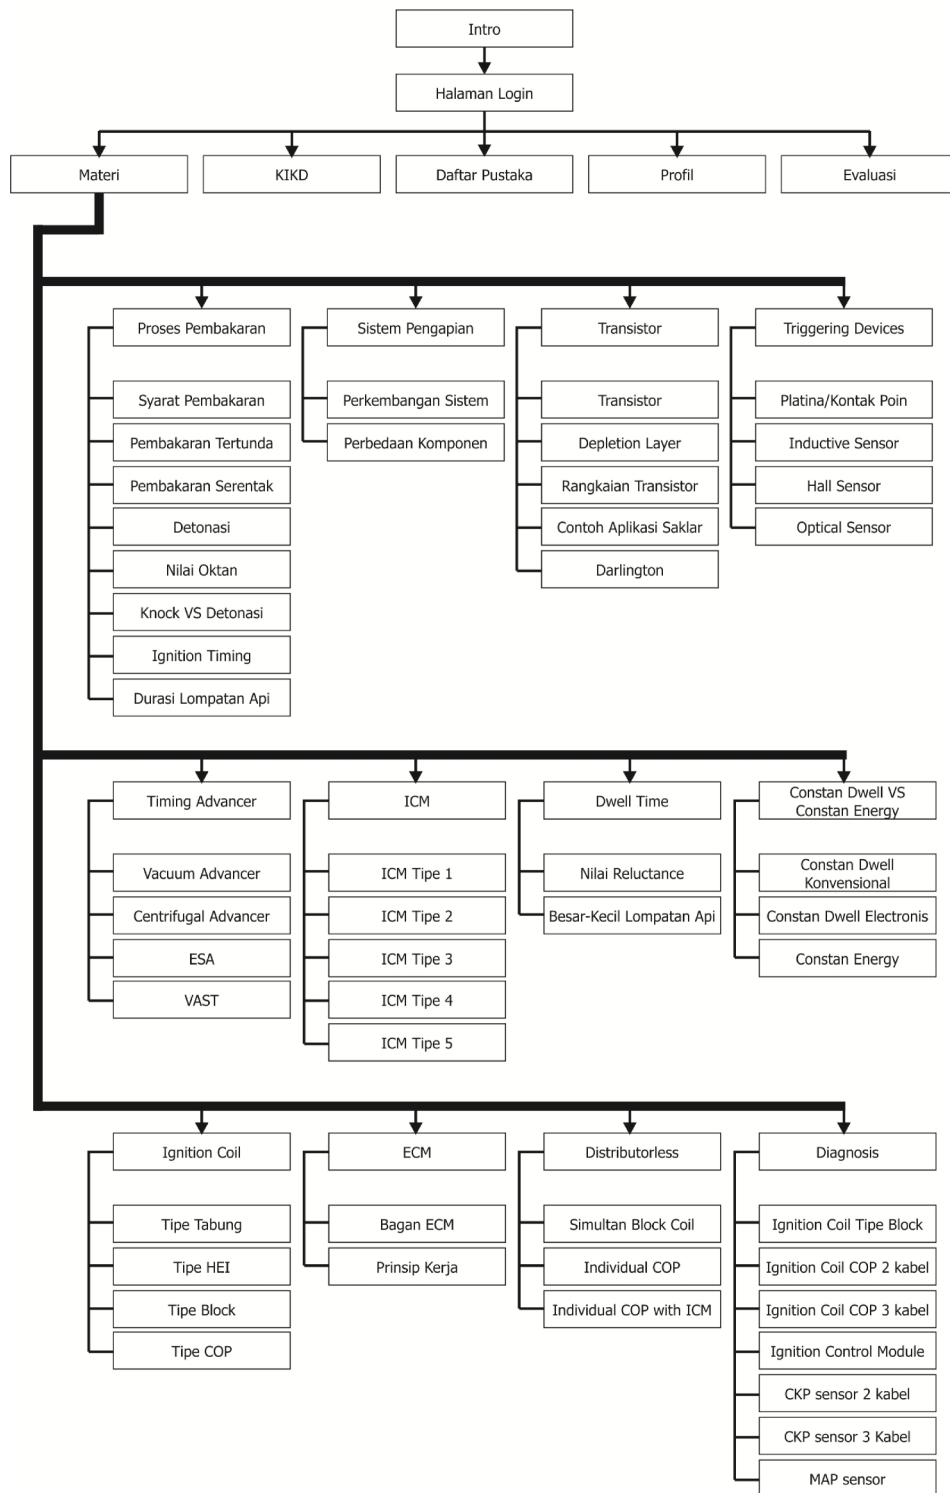 Intro
Halaman Login
Materi
KIKD
Daftar Pustaka
Profil
Evaluasi
Proses Pembakaran
Syarat Pembakaran
Pembakaran Tertunda
Pembakaran Serentak
Detonasi
Nilai Oktan
Knock VS Detonasi
Ignition Timing
Durasi Lompatan Api
Sistem Pengapian
Perkembangan Sistem
Perbedaan Komponen
Transistor
Transistor
Depletion Layer
Rangkaian Transistor
Contoh Aplikasi Saklar
Darlington
Triggering Devices
Platina/Kontak Poin
Inductive Sensor
Hall Sensor
Optical Sensor
Timing Advancer
Vacuum Advancer
Centrifugal Advancer
ESA
VAST
ICM
ICM Tipe 1
ICM Tipe 2
ICM Tipe 3
ICM Tipe 4
ICM Tipe 5
Dwell Time
Nilai Reluctance
Besar-Kecil Lompatan Api
Constan Dwell VS
Constan Energy
Constan Dwell
Konvensional
Constan Dwell Electronis
Constan Energy
Ignition Coil
Tipe Tabung
Tipe HEI
Tipe Block
Tipe COP
ECM
Bagan ECM
Prinsip Kerja
Distributorless
Simultan Block Coil
Individual COP
Individual COP with ICM
Diagnosis
Ignition Coil Tipe Block
Ignition Coil COP 2 kabel
Ignition Coil COP 3 kabel
Ignition Control Module
CKP sensor 2 kabel
CKP sensor 3 Kabel
MAP sensor